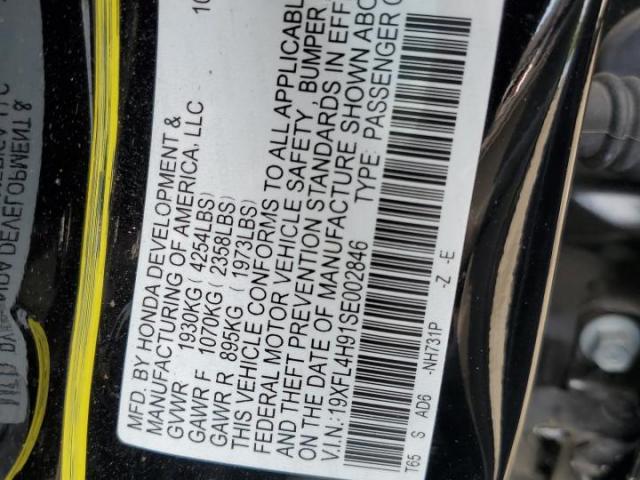 10
MFD. BY HONDA DEVELOPMENT &
MANUFACTURING OF AMERICA, LLC
GVWR 1930KG ( 4254LBS)
GAWR F 1070KG ( 2358LBS)
GAWR R 895KG ( 1973LBS)
THIS VEHICLE CONFORMS TO ALL APPLICABL
FEDERAL MOTOR VEHICLE SAFETY, BUMPER
AND THEFT PREVENTION STANDARDS IN EFF
ON THE DATE OF MANUFACTURE SHOWN ABO
V.I.N.:19XFL4H91SE002846 TYPE: PASSENGER C
T65 S AD6 -NH731P -Z -E